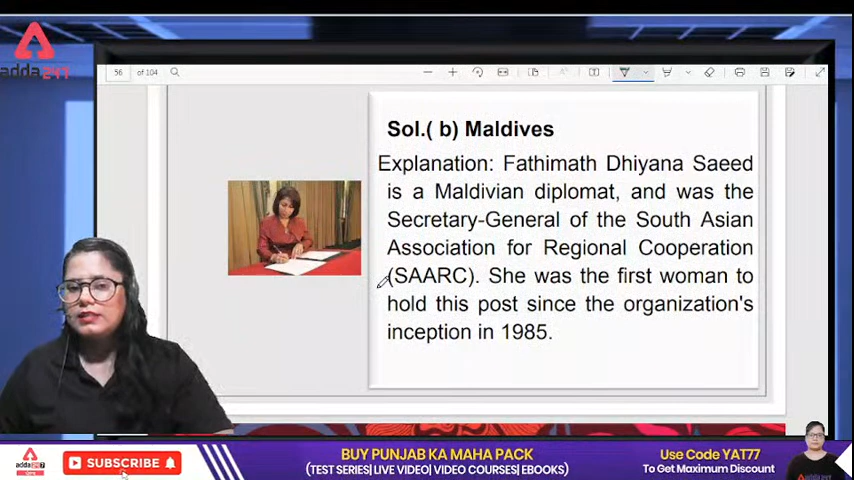 56 of 104
Sol.( b) Maldives
Explanation: Fathimath Dhiyana Saeed
is a Maldivian diplomat, and was the
Secretary-General of the South Asian
Association for Regional Cooperation
(SAARC). She was the first woman to
hold this post since the organization's
inception in 1985.
adda247
adda247
SUBSCRIBE
BUY PUNJAB KA MAHA PACK
(TEST SERIES| LIVE VIDEO| VIDEO COURSES| EBOOKS)
Use Code YAT77
To Get Maximum Discount